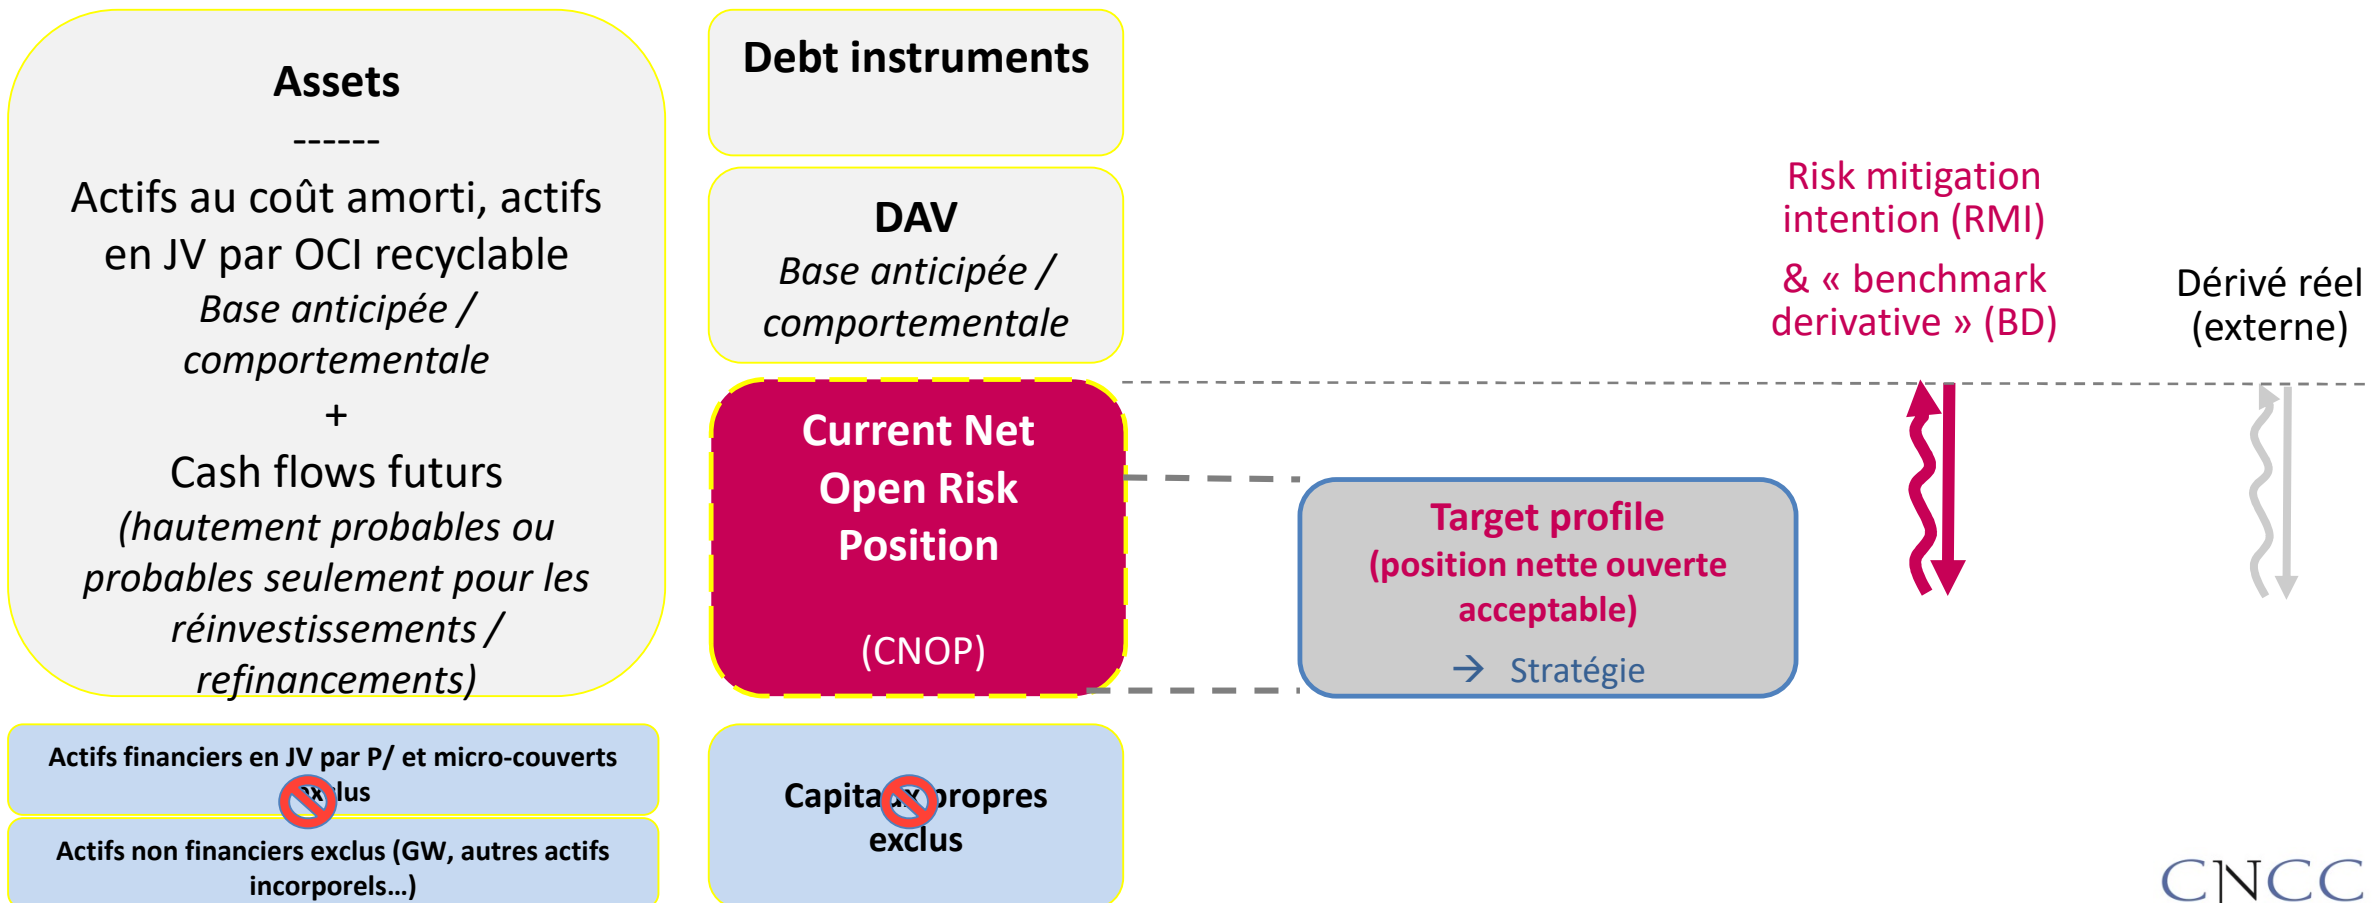 Assets
------
Actifs au coût amorti, actifs
en JV par OCI recyclable
Base anticipée /
comportementale
+
Cash flows futurs
(hautement probables ou
probables seulement pour les
réinvestissements /
refinancements)
Actifs financiers en JV par P/ et micro-couverts
exclus
Actifs non financiers exclus (GW, autres actifs
incorporels…)
Debt instruments
DAV
Base anticipée /
comportementale
Current Net
Open Risk
Position
(CNOP)
Capitaux propres
exclus
Target profile
(position nette ouverte
acceptable)
→ Stratégie
Risk mitigation
intention (RMI)
& « benchmark
derivative » (BD)
Dérivé réel
(externe)
CNCC